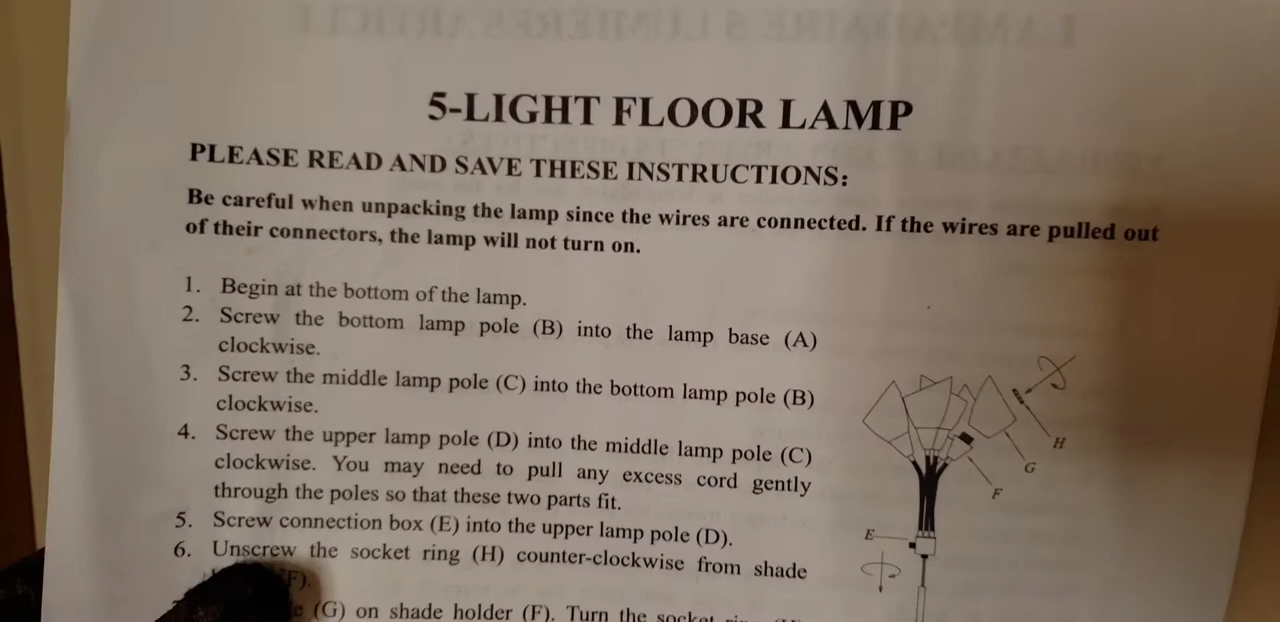 5-LIGHT FLOOR LAMP
PLEASE READ AND SAVE THESE INSTRUCTIONS:
Be careful when unpacking the lamp since the wires are connected. If the wires are pulled out
of their connectors, the lamp will not turn on.
1. Begin at the bottom of the lamp.
2. Screw the bottom lamp pole (B) into the lamp base (A)
clockwise.
3. Screw the middle lamp pole (C) into the bottom lamp pole (B)
clockwise.
4. Screw the upper lamp pole (D) into the middle lamp pole (C)
clockwise. You may need to pull any excess cord gently
through the poles so that these two parts fit.
5. Screw connection box (E) into the upper lamp pole (D).
6. Unscrew the socket ring (H) counter-clockwise from shade
(F).
(G) on shade holder (F). Turn the socket
H
G
F
E